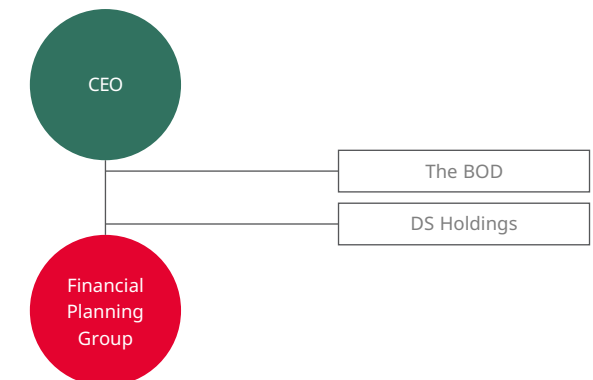 CEO
The BOD
DS Holdings
Financial
Planning
Group